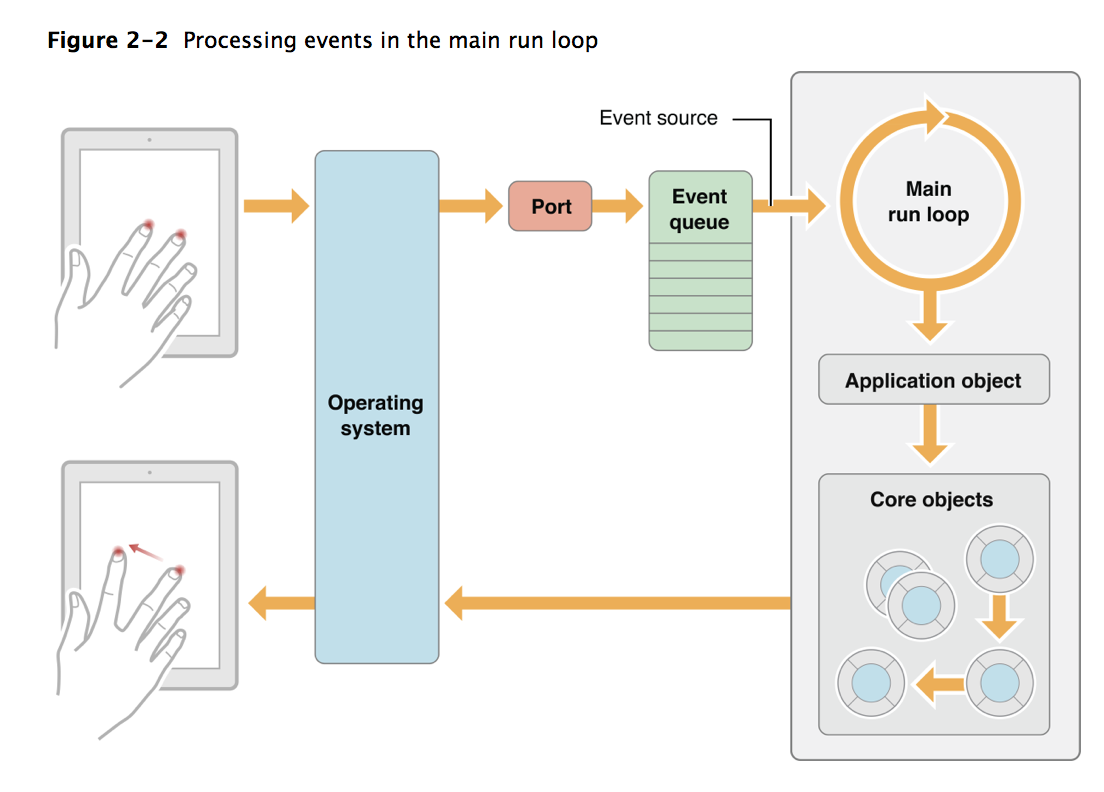 Figure 2-2 Processing events in the main run loop
Event source
Port
Event
queue
Main
run loop
Operating
system
Application object
Core objects